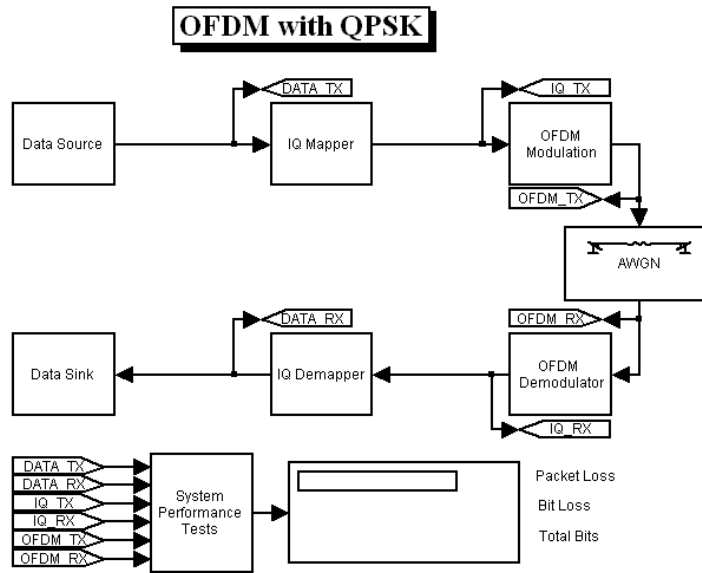 OFDM with QPSK
DATA_TX
IQ_TX
Data Source
IQ Mapper
OFDM
Modulation
OFDM_TX
AWGN
DATA_RX
OFDM_RX
Data Sink
IQ Demapper
OFDM
Demodulator
IQ_RX
DATA_TX
DATA_RX
IQ_TX
IQ_RX
OFDM_TX
OFDM_RX
System
Performance
Tests
Packet Loss
Bit Loss
Total Bits